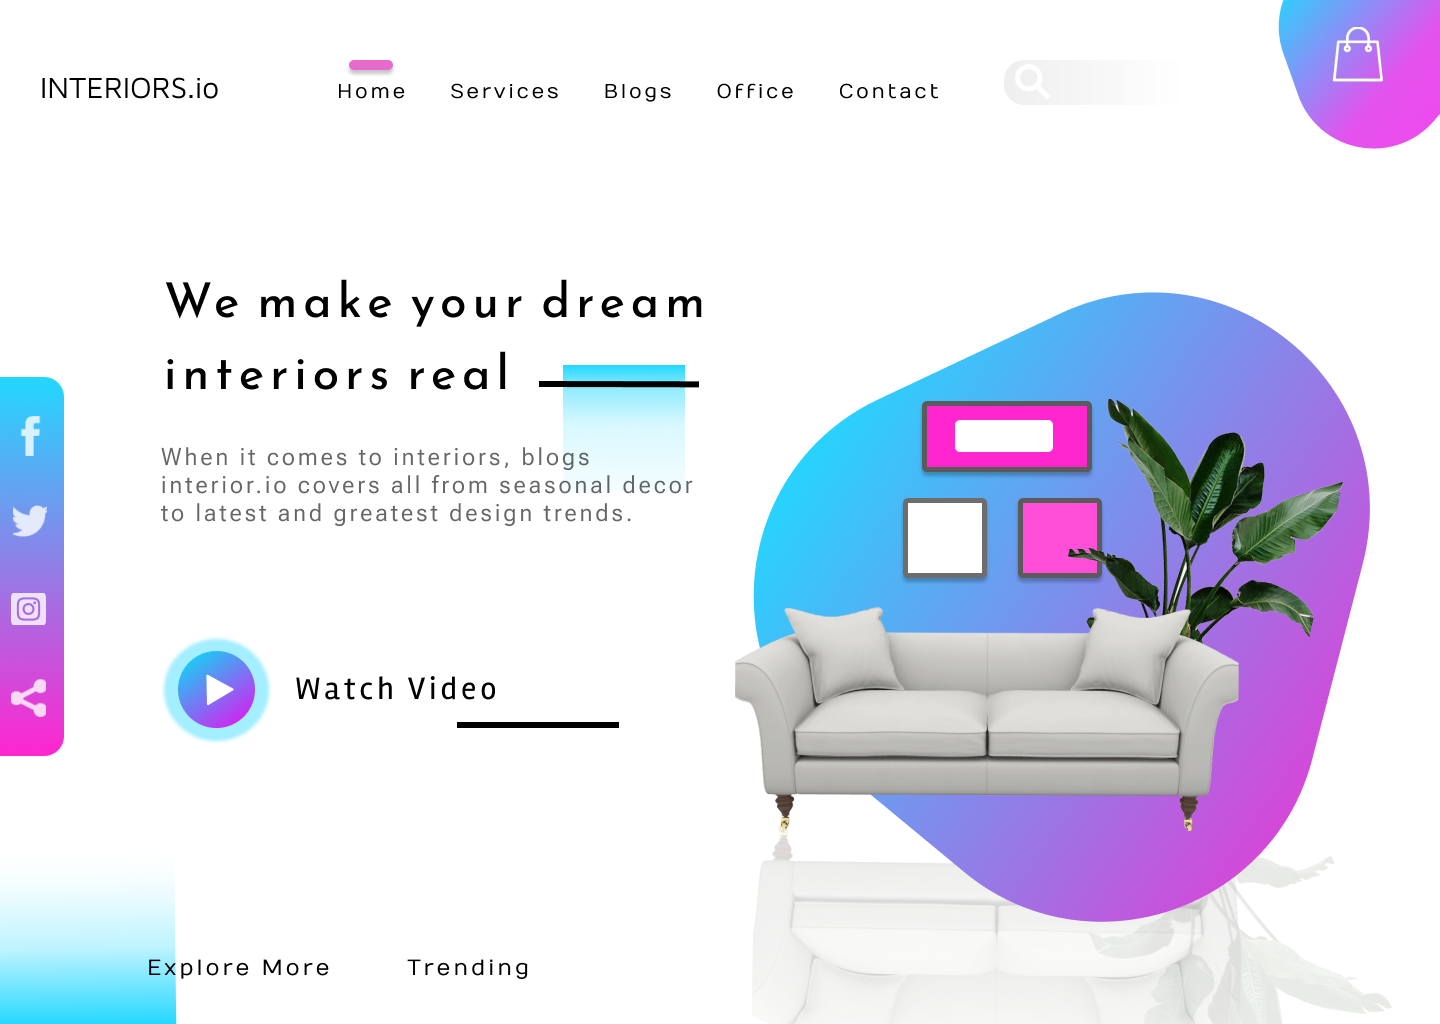 INTERIORS.io
Home Services Blogs Office Contact
We make your dream
interiors real
When it comes to interiors, blogs
interior.io covers all from seasonal decor
to latest and greatest design trends.
Watch Video
Explore More Trending